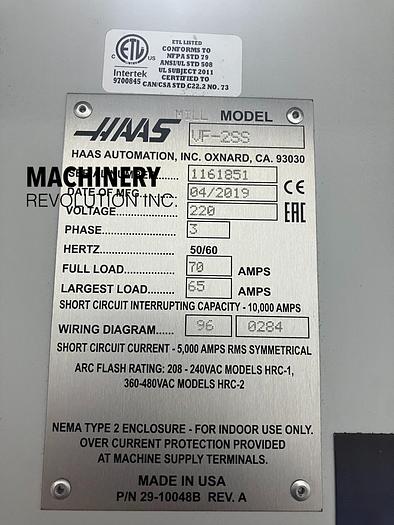 ETL LISTED
CONFORMS TO
NFPA STD 79
ANSI/UL STD 508
UL SUBJECT 2011
CERTIFIED TO
CAN/CSA STD C22.2 NO. 73
C ETL US
Intertek
9700845
HAAS
MILL MODEL
VF-2SS
HAAS AUTOMATION, INC. OXNARD, CA. 93030
SERIAL NUMBER...... 1161851
MACHINERY
REVOLUTION INC.
DATE OF MFG.......... 04/2019
CE
VOLTAGE............... 220
EAC
PHASE................... 3
HERTZ 50/60
FULL LOAD........... 70 AMPS
LARGEST LOAD..... 65 AMPS
SHORT CIRCUIT INTERRUPTING CAPACITY - 10,000 AMPS
WIRING DIAGRAM...... 96 0284
SHORT CIRCUIT CURRENT - 5,000 AMPS RMS SYMMETRICAL
ARC FLASH RATING: 208 - 240VAC MODELS HRC-1,
360-480VAC MODELS HRC-2
NEMA TYPE 2 ENCLOSURE - FOR INDOOR USE ONLY.
OVER CURRENT PROTECTION PROVIDED
AT MACHINE SUPPLY TERMINALS.
MADE IN USA
P/N 29-10048B REV. A